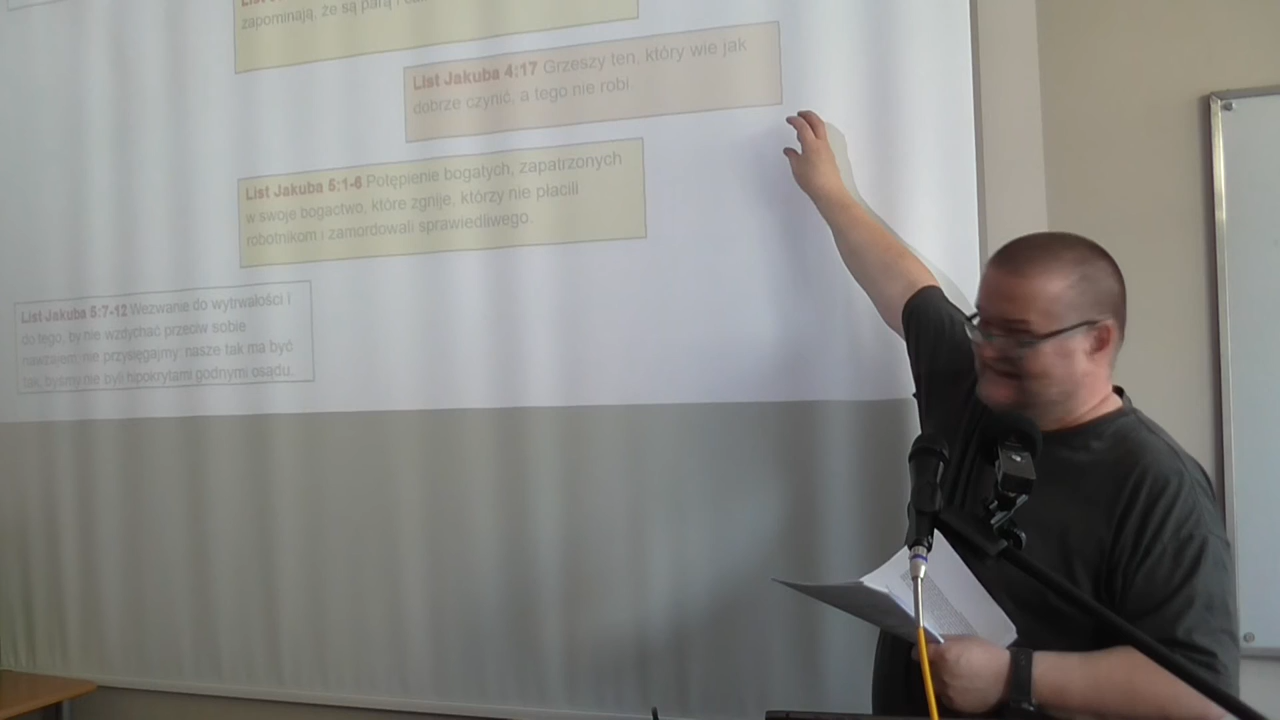 zapominają, że są parą i
List Jakuba 4:17 Grzeszy ten, który wie jak
dobrze czynić, a tego nie robi.
List Jakuba 5:1-6 Potępienie bogatych, zapatrzonych
w swoje bogactwo, które zgnije, którzy nie płacili
robotnikom i zamordowali sprawiedliwego.
List Jakuba 5:7-12 Wezwanie do wytrwałości i
do tego, by nie wzdychać przeciw sobie
nawzajem; nie przysięgajmy: nasze tak ma być
tak, byśmy nie byli hipokrytami godnymi osądu.